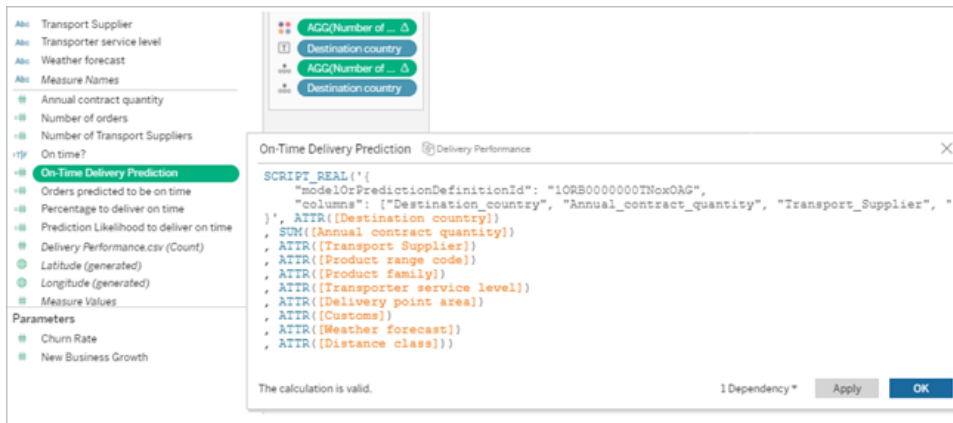 Abc Transport Supplier
Abc Transporter service level
Abc Weather forecast
Abc Measure Names
# Annual contract quantity
=# Number of orders
=# Number of Transport Suppliers
=T|F On time?
=# On-Time Delivery Prediction
=# Orders predicted to be on time
=# Percentage to deliver on time
=# Prediction Likelihood to deliver on time
# Delivery Performance.csv (Count)
Latitude (generated)
Longitude (generated)
# Measure Values
Parameters
# Churn Rate
# New Business Growth
AGG(Number of ... Δ
T Destination country
AGG(Number of ... Δ
Destination country
On-Time Delivery Prediction Delivery Performance
SCRIPT_REAL('{
"modelOrPredictionDefinitionId": "1ORB0000000TNoxOAG",
"columns": ["Destination_country", "Annual_contract_quantity", "Transport_Supplier", "
}', ATTR([Destination country])
, SUM([Annual contract quantity])
, ATTR([Transport Supplier])
, ATTR([Product range code])
, ATTR([Product family])
, ATTR([Transporter service level])
, ATTR([Delivery point area])
, ATTR([Customs])
, ATTR([Weather forecast])
, ATTR([Distance class]))
The calculation is valid.
1 Dependency
Apply
OK